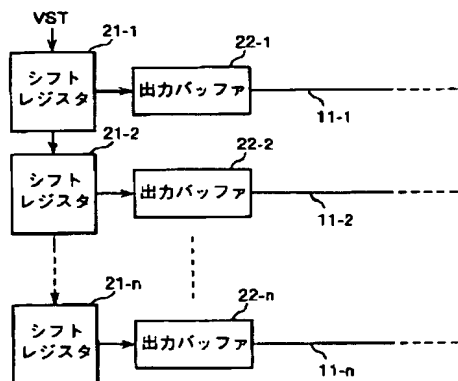 VST
21-1
22-1
シフト
レジスタ
出力バッファ
11-1
21-2
22-2
シフト
レジスタ
出力バッファ
11-2
21-n
22-n
シフト
レジスタ
出力バッファ
11-n